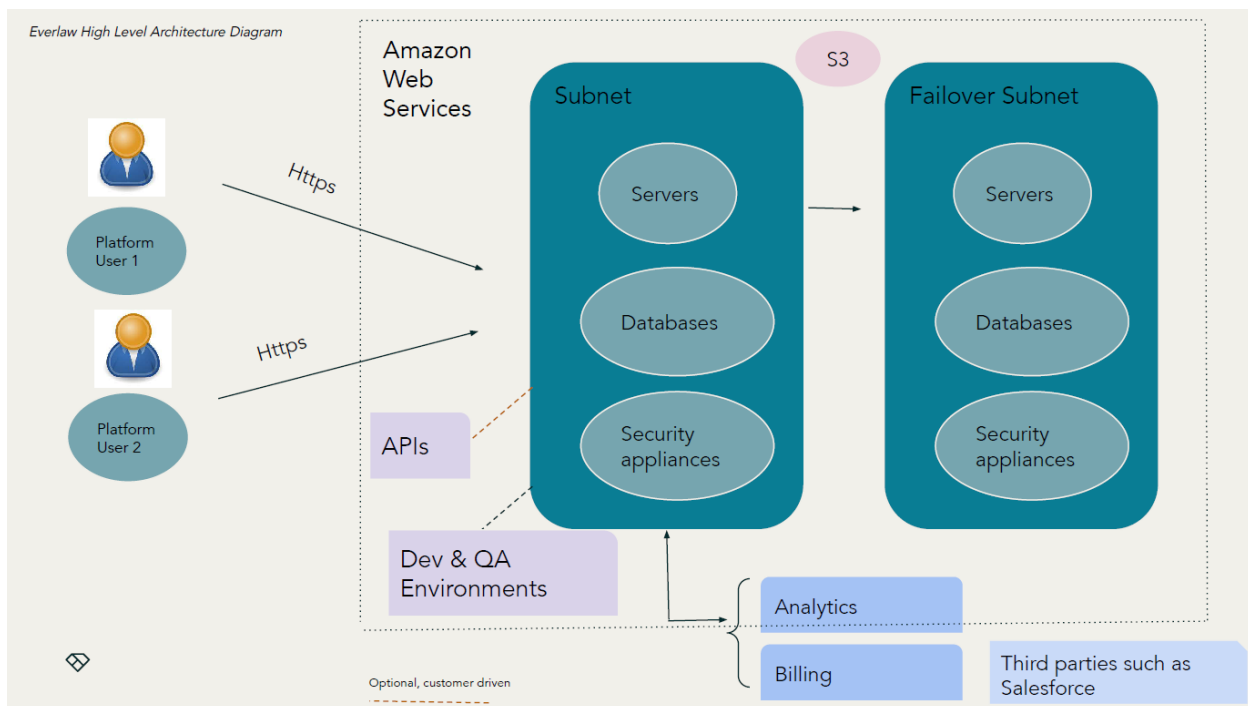 Everlaw High Level Architecture Diagram
Amazon
Web
Services
S3
Subnet
Failover Subnet
Https
Servers
Servers
Platform
User 1
Databases
Databases
Https
Platform
User 2
APIs
Security
appliances
Security
appliances
Dev & QA
Environments
Analytics
Billing
Third parties such as
Salesforce
Optional, customer driven